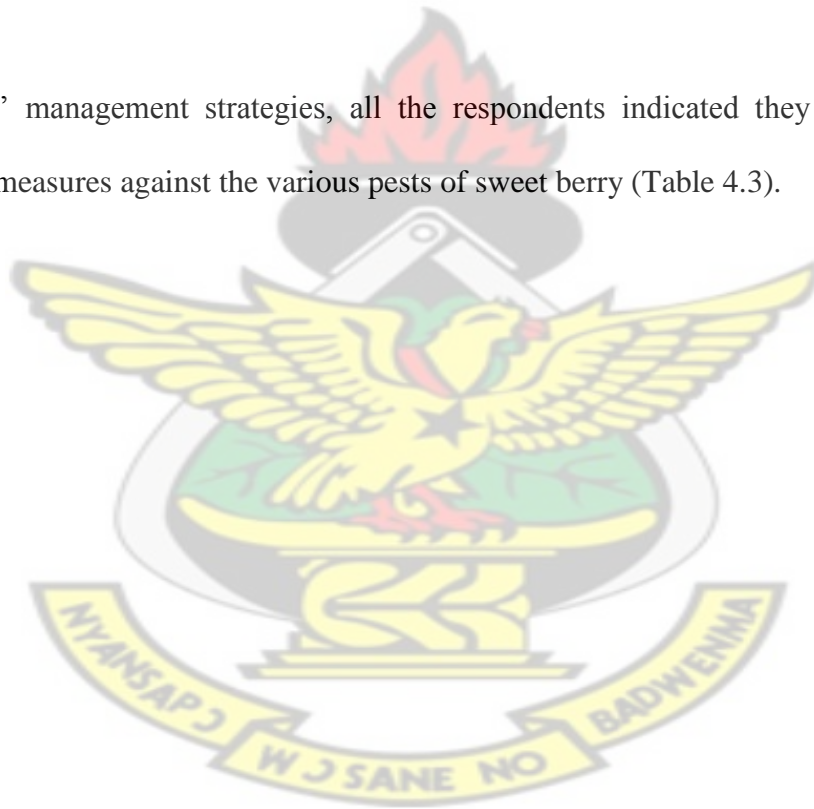 ’ management strategies, all the respondents indicated they
measures against the various pests of sweet berry (Table 4.3).
NYANSAPƆ WƆSANE NO BADWENMA